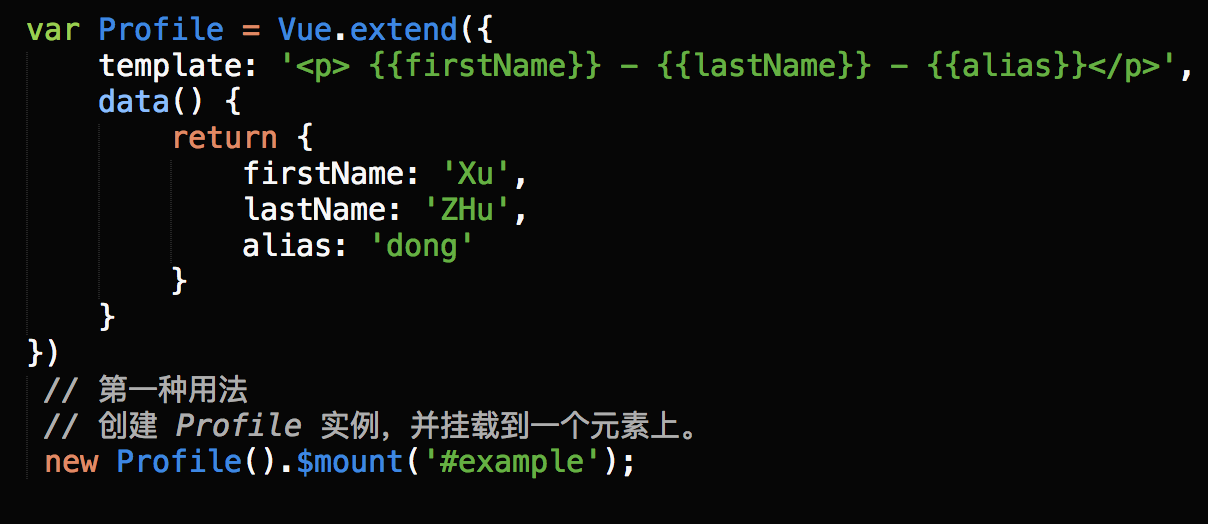 var Profile = Vue.extend({
template: '<p> {{firstName}} - {{lastName}} - {{alias}}</p>',
data() {
return {
firstName: 'Xu',
lastName: 'ZHu',
alias: 'dong'
}
}
})
// 第一种用法
// 创建 Profile 实例，并挂载到一个元素上。
new Profile().$mount('#example');